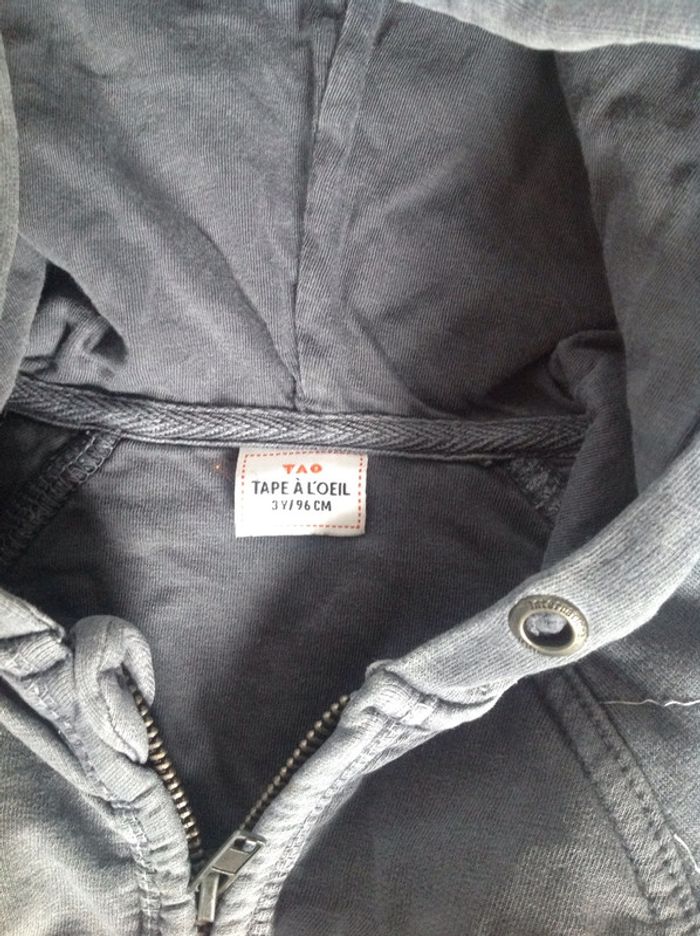 TAO
TAPE À L'OEIL
3Y/96CM